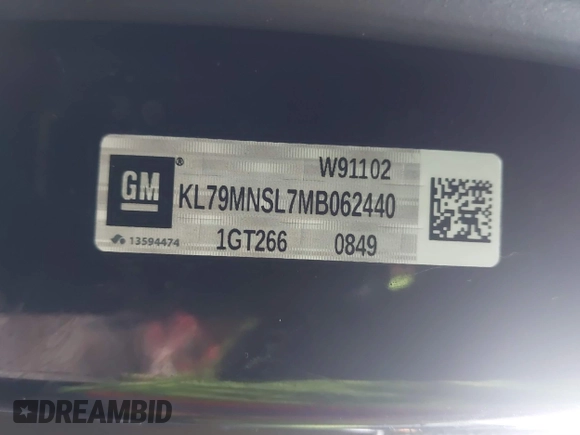 W91102
GM ®
KL79MNSL7MB062440
13594474 1GT266 0849
DREAMBID